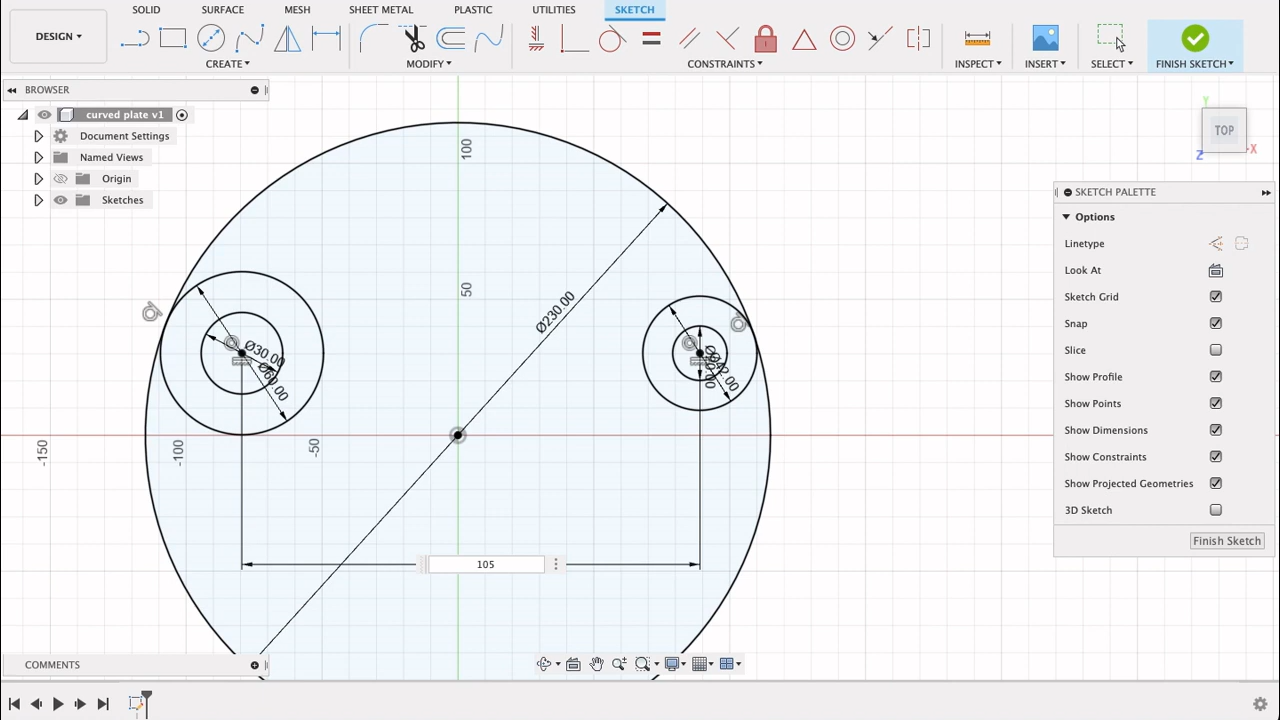 SOLID SURFACE MESH SHEET METAL PLASTIC UTILITIES SKETCH
DESIGN
CREATE MODIFY CONSTRAINTS INSPECT INSERT SELECT FINISH SKETCH
BROWSER
curved plate v1
Document Settings
Named Views
Origin
Sketches
Y
TOP
X
Z
SKETCH PALETTE
Options
Linetype
Look At
Sketch Grid
Snap
Slice
Show Profile
Show Points
Show Dimensions
Show Constraints
Show Projected Geometries
3D Sketch
Finish Sketch
100
50
-50
-100
-150
Ø230.00
Ø30.00
Ø60.00
Ø42.00
105
COMMENTS